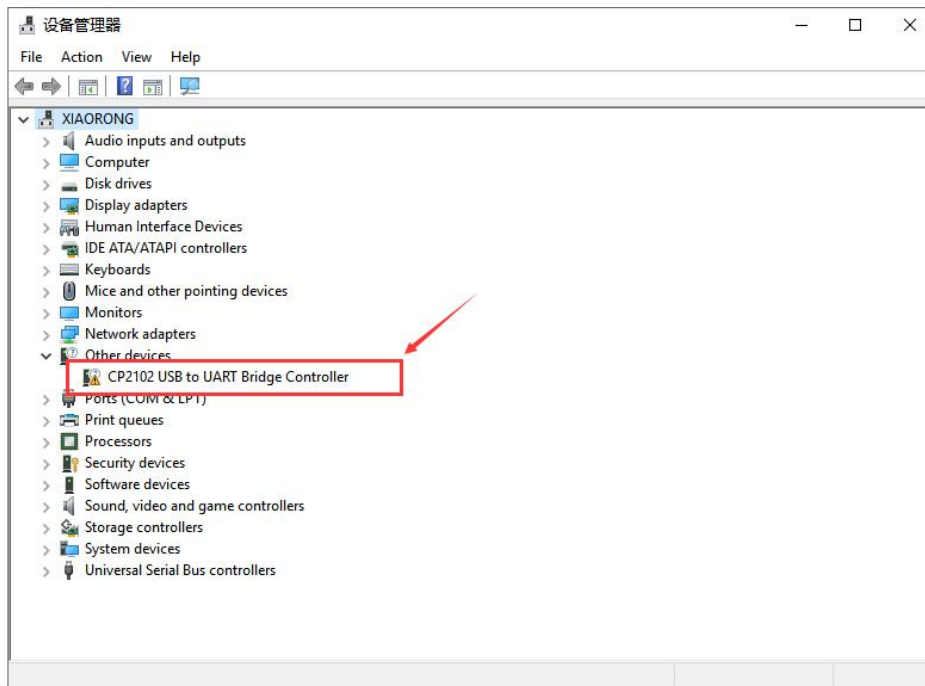 设备管理器
File Action View Help
XIAORONG
Audio inputs and outputs
Computer
Disk drives
Display adapters
Human Interface Devices
IDE ATA/ATAPI controllers
Keyboards
Mice and other pointing devices
Monitors
Network adapters
Other devices
CP2102 USB to UART Bridge Controller
Ports (COM & LPT)
Print queues
Processors
Security devices
Software devices
Sound, video and game controllers
Storage controllers
System devices
Universal Serial Bus controllers